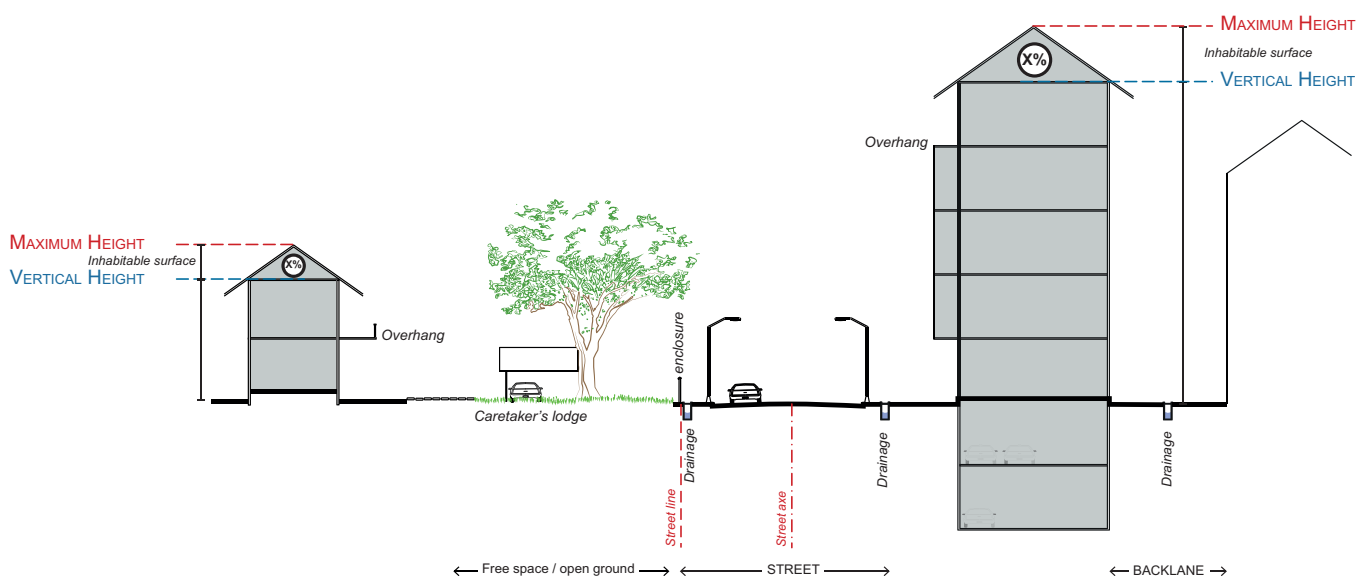 MAXIMUM HEIGHT
Inhabitable surface
X%
VERTICAL HEIGHT
Overhang
MAXIMUM HEIGHT
Inhabitable surface
X%
VERTICAL HEIGHT
Overhang
enclosure
Caretaker's lodge
Drainage
Drainage
Drainage
Street line
Street axe
Free space / open ground
STREET
BACKLANE